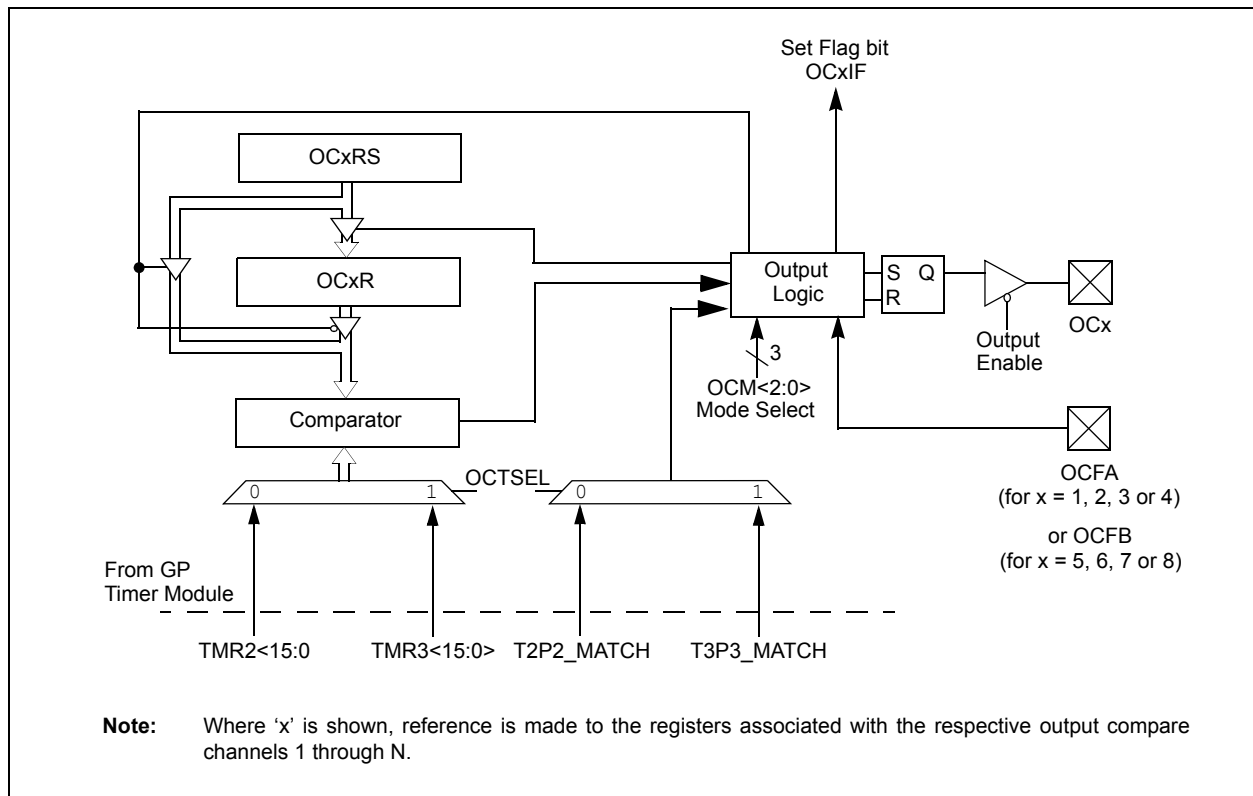 Set Flag bit
OCxIF
OCxRS
OCxR
Output
Logic
S Q
R
OCx
Output
Enable
3
OCM<2:0>
Mode Select
Comparator
OCTSEL
0 1
0 1
OCFA
(for x = 1, 2, 3 or 4)
or OCFB
(for x = 5, 6, 7 or 8)
From GP
Timer Module
TMR2<15:0 TMR3<15:0> T2P2_MATCH T3P3_MATCH
Note: Where ‘x’ is shown, reference is made to the registers associated with the respective output compare
channels 1 through N.